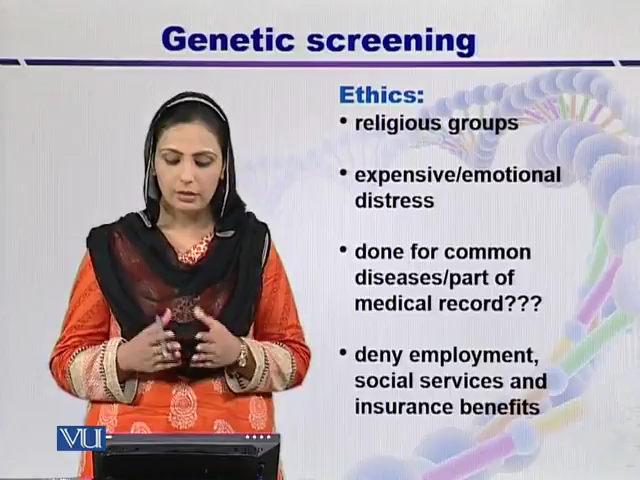 Genetic screening
Ethics:
• religious groups
• expensive/emotional
distress
• done for common
diseases/part of
medical record???
• deny employment,
social services and
insurance benefits
VU